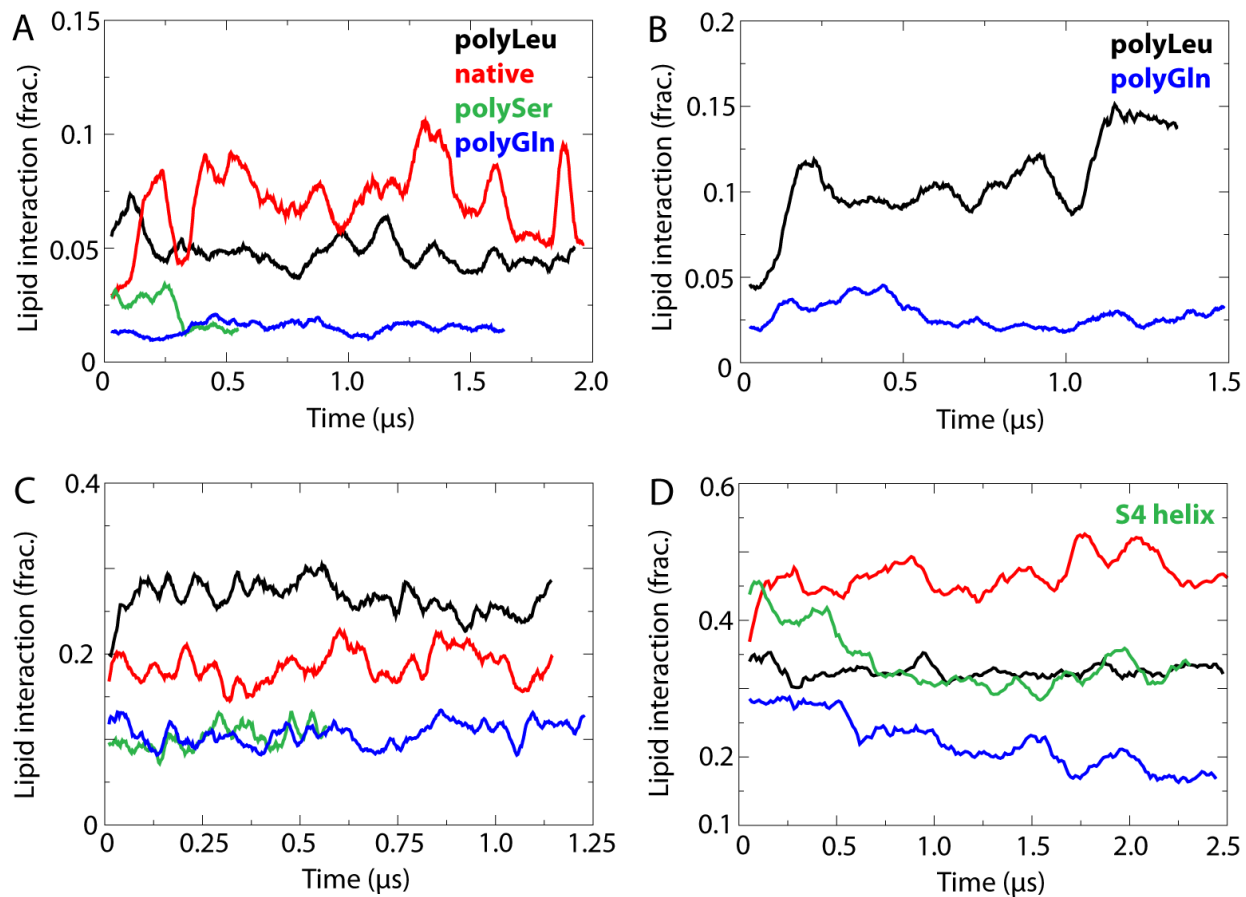 A
Lipid interaction (frac.)
0.15
0.1
0.05
0
polyLeu
native
polySer
polyGln
0 0.5 1.0 1.5 2.0
Time (μs)
B
Lipid interaction (frac.)
0.2
0.15
0.1
0.05
0
polyLeu
polyGln
0 0.5 1.0 1.5
Time (μs)
C
Lipid interaction (frac.)
0.4
0.2
0
0 0.25 0.5 0.75 1.0 1.25
Time (μs)
D
Lipid interaction (frac.)
0.6
0.4
0.2
0.1
S4 helix
0 0.5 1.0 1.5 2.0 2.5
Time (μs)